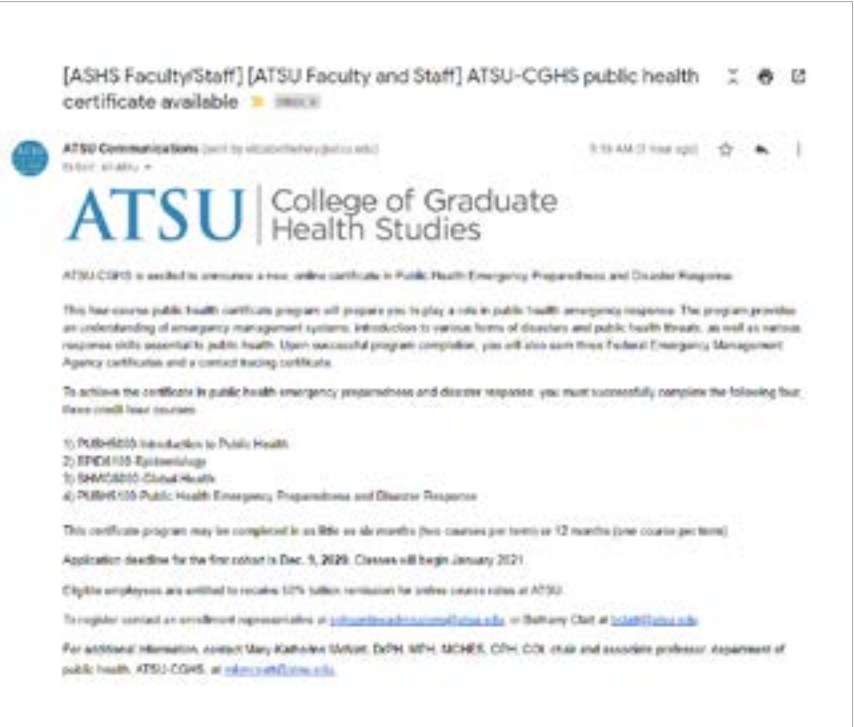 [ASHS Faculty/Staff] [ATSU Faculty and Staff] ATSU-CGHS public health
certificate available
ATSU Communications
ATSU College of Graduate
Health Studies
ATSU-CGHS is excited to announce a new online certificate in Public Health Emergency Preparedness and Disaster Response
This four-course public health certificate program will prepare you to play a role in public health emergency response. The program provides
an understanding of emergency management systems, introduction to various forms of disasters and public health threats, as well as various
response skills essential to public health. Upon successful program completion, you will also earn three Federal Emergency Management
Agency certificates and a contact tracing certificate.
To achieve the certificate in public health emergency preparedness and disaster response, you must successfully complete the following four,
three credit hour courses
1) Introduction to Public Health
2) Epidemiology
3) Global Health
4) Public Health Emergency Preparedness and Disaster Response
This certificate program may be completed in as little as six months (two courses per term) or 12 months (one course per term)
Application deadline for the first cohort is Dec. 2020. Classes will begin January 2021
Eligible employees are entitled to receive 50% tuition remission for online course rates at ATSU.
To register contact an enrollment representative at or Bethany at
For additional information, contact Mary-Katherine DrPH, MPH, MCHES, CPH, chair and associate professor, department of
public health, ATSU-CGHS, at